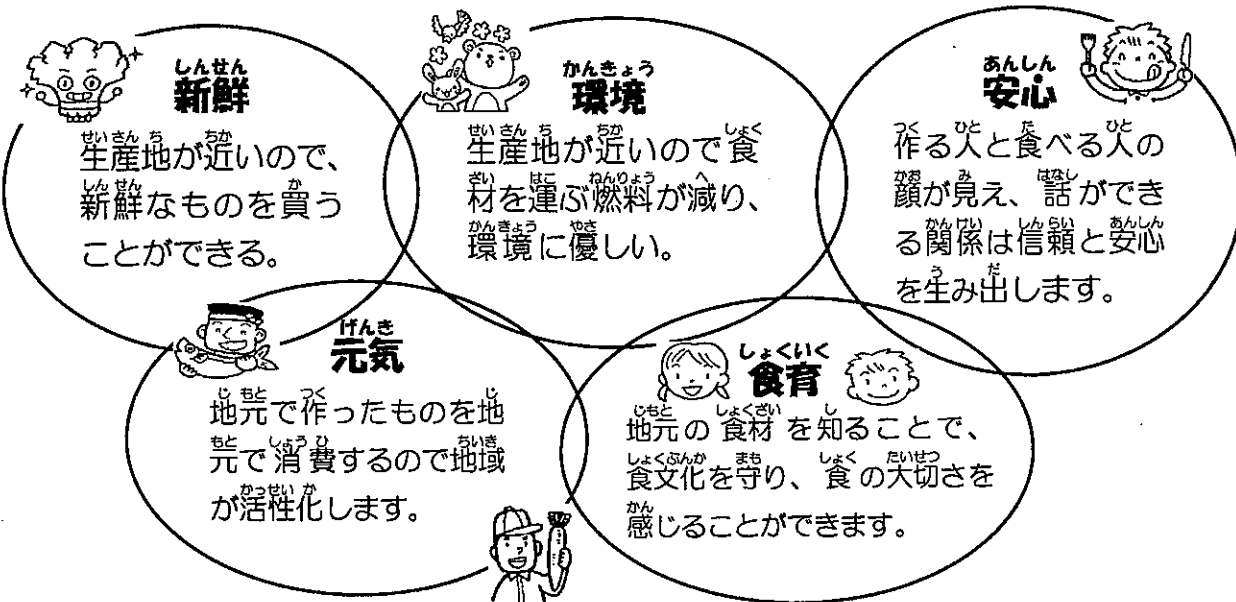 新鮮
生産地が近いので、
新鮮なものを買う
ことができる。
環境
生産地が近いので食
材を運ぶ燃料が減り、
環境に優しい。
安心
作る人と食べる人の
顔が見え、話ができ
る関係は信頼と安心
を生み出します。
元気
地元で作ったものを地
元で消費するので地域
が活性化します。
食育
地元の食材を知ることで、
食文化を守り、食の大切さを
感じることができます。